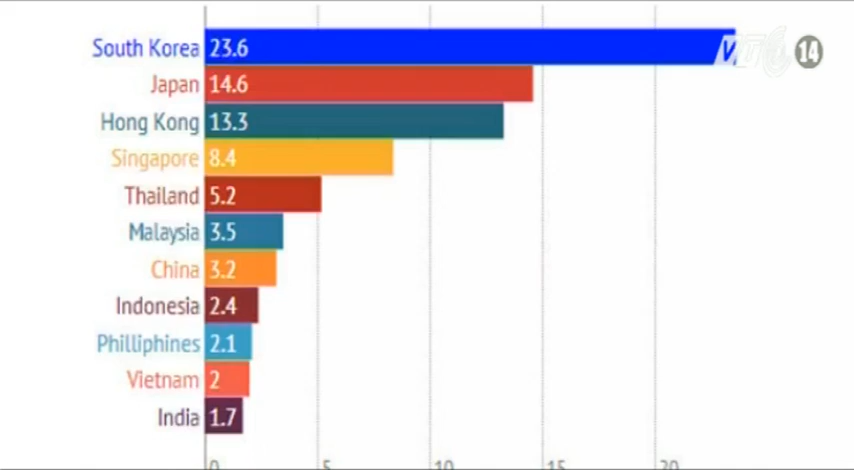 South Korea 23.6
Japan 14.6
Hong Kong 13.3
Singapore 8.4
Thailand 5.2
Malaysia 3.5
China 3.2
Indonesia 2.4
Philliphines 2.1
Vietnam 2
India 1.7
0 5 10 15 20
14